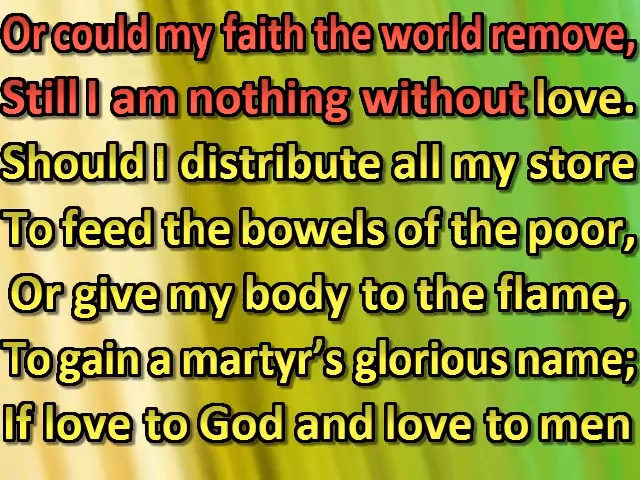 Or could my faith the world remove,
Still I am nothing without love.
Should I distribute all my store
To feed the bowels of the poor,
Or give my body to the flame,
To gain a martyr’s glorious name;
If love to God and love to men